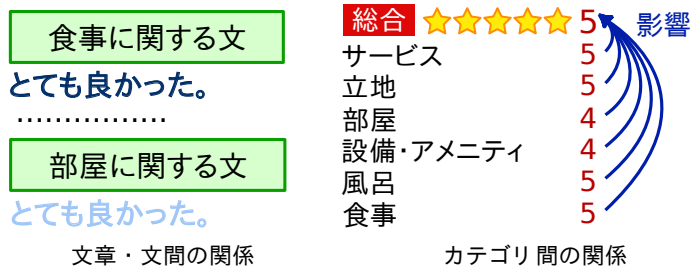 食事に関する文
とても良かった。
................
部屋に関する文
とても良かった。
文章・文間の関係
総合 ★★★★★ 5
影響
サービス 5
立地 5
部屋 4
設備・アメニティ 4
風呂 5
食事 5
カテゴリ間の関係